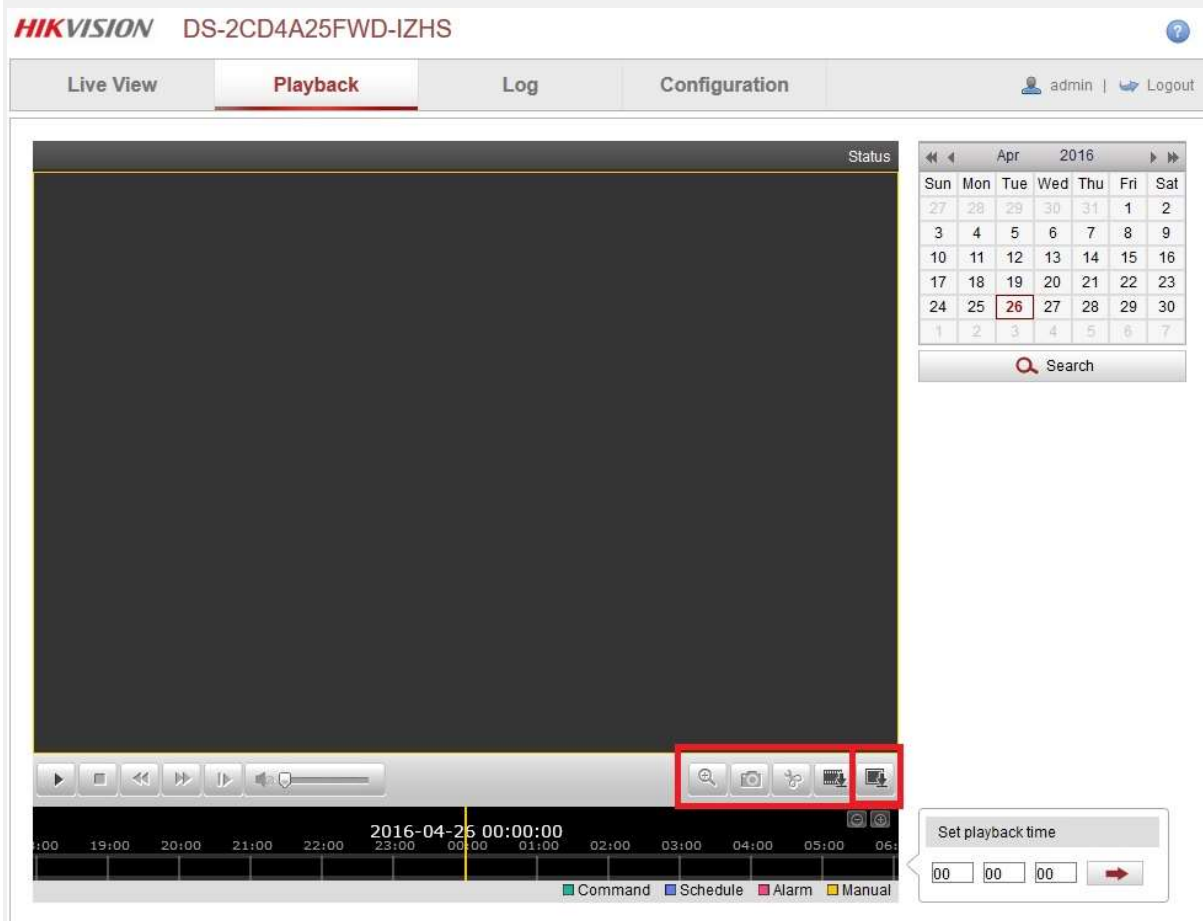 HIKVISION DS-2CD4A25FWD-IZHS
?
Live View Playback Log Configuration admin | Logout
Status
Apr 2016
Sun Mon Tue Wed Thu Fri Sat
27 28 29 30 31 1 2
3 4 5 6 7 8 9
10 11 12 13 14 15 16
17 18 19 20 21 22 23
24 25 26 27 28 29 30
1 2 3 4 5 6 7
Search
2016-04-26 00:00:00
:00 19:00 20:00 21:00 22:00 23:00 00:00 01:00 02:00 03:00 04:00 05:00 06:
Command Schedule Alarm Manual
Set playback time
00 00 00